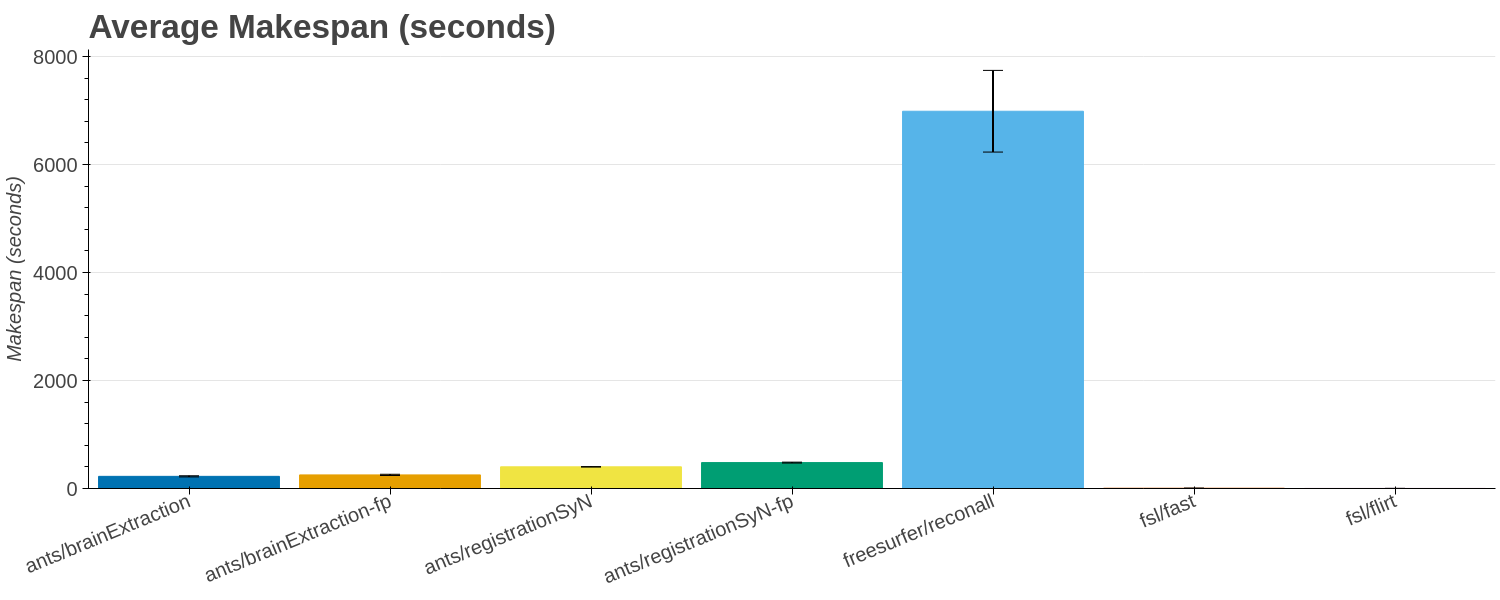 Average Makespan (seconds)
Makespan (seconds)
8000
6000
4000
2000
0
ants/brainExtraction
ants/brainExtraction-fp
ants/registrationSyN
ants/registrationSyN-fp
freesurfer/reconall
fsl/fast
fsl/flirt